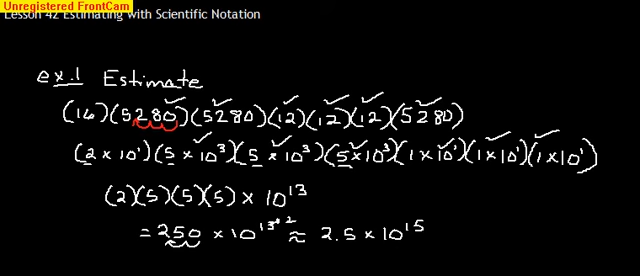 Unregistered FrontCam
Lesson 42 Estimating with Scientific Notation
ex.1 Estimate
(16)(5280)(5280)(12)(12)(12)(5280)
(2 × 10¹)(5 × 10³)(5 × 10³)(5 × 10³)(1 × 10¹)(1 × 10¹)(1 × 10¹)
(2)(5)(5)(5) × 10¹³
= 250 × 10¹³⁺² ≈ 2.5 × 10¹⁵